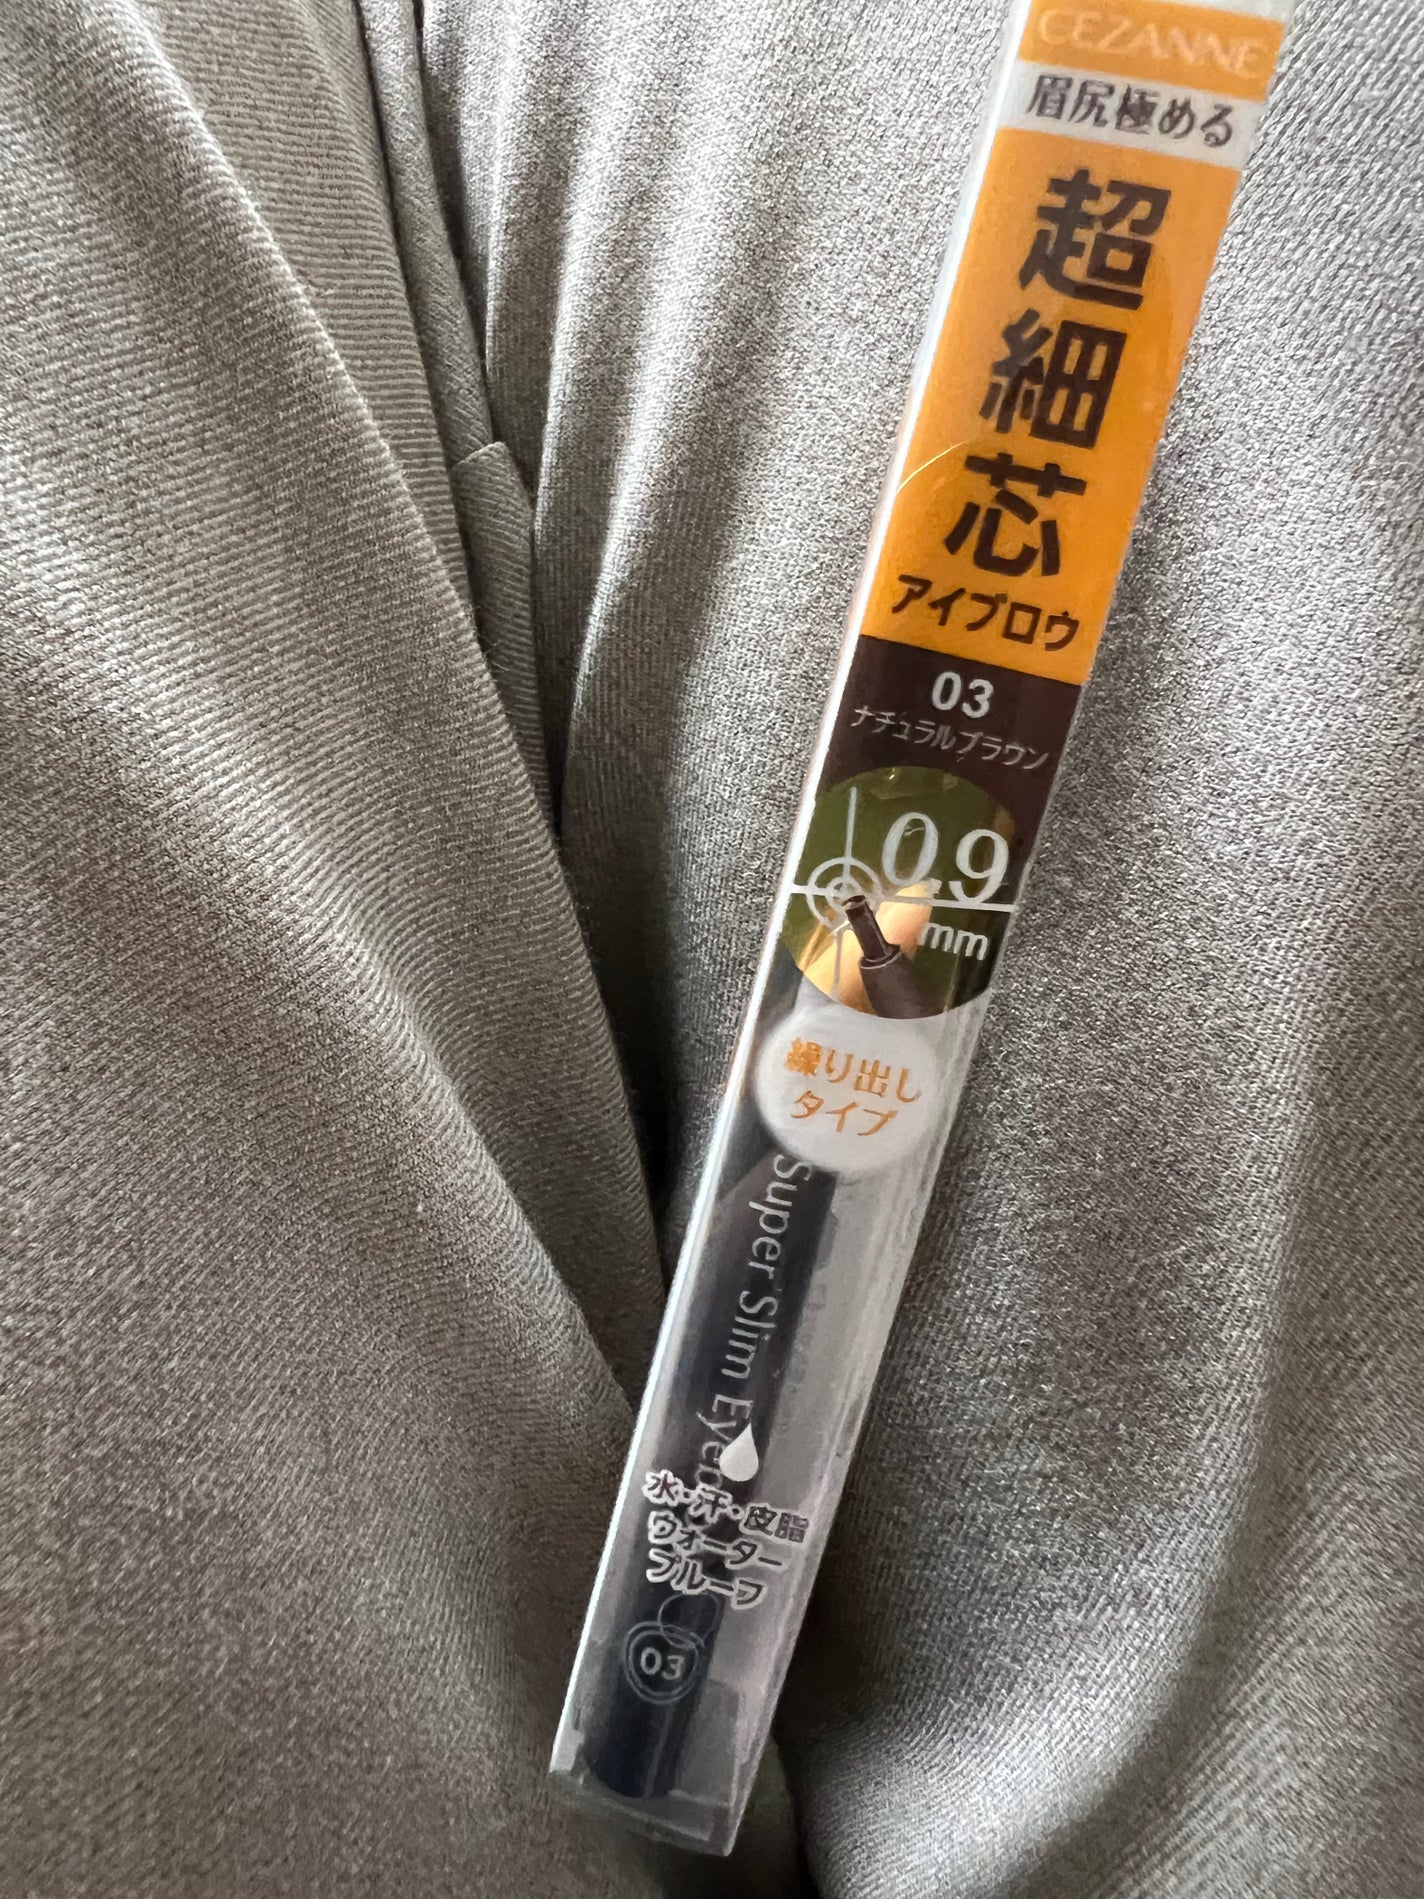 CEZANNE
眉尻極める
超細芯
アイブロウ
03
ナチュラルブラウン
0.9
mm
繰り出し
タイプ
Super Slim Eyeb
水・汗・皮脂
ウォーター
プルーフ
03